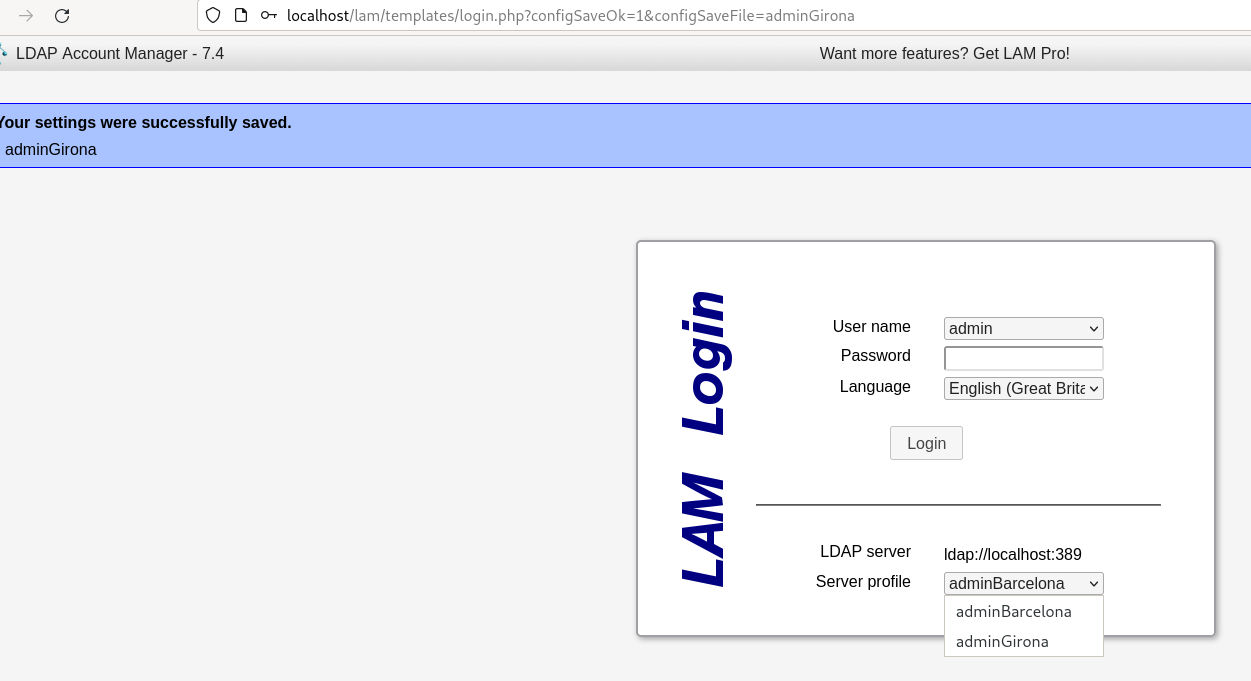 localhost/lam/templates/login.php?configSaveOk=1&configSaveFile=adminGirona
LDAP Account Manager - 7.4
Want more features? Get LAM Pro!
Your settings were successfully saved.
adminGirona
LAM Login
User name
admin
Password
Language
English (Great Brita
Login
LDAP server
ldap://localhost:389
Server profile
adminBarcelona
adminBarcelona
adminGirona